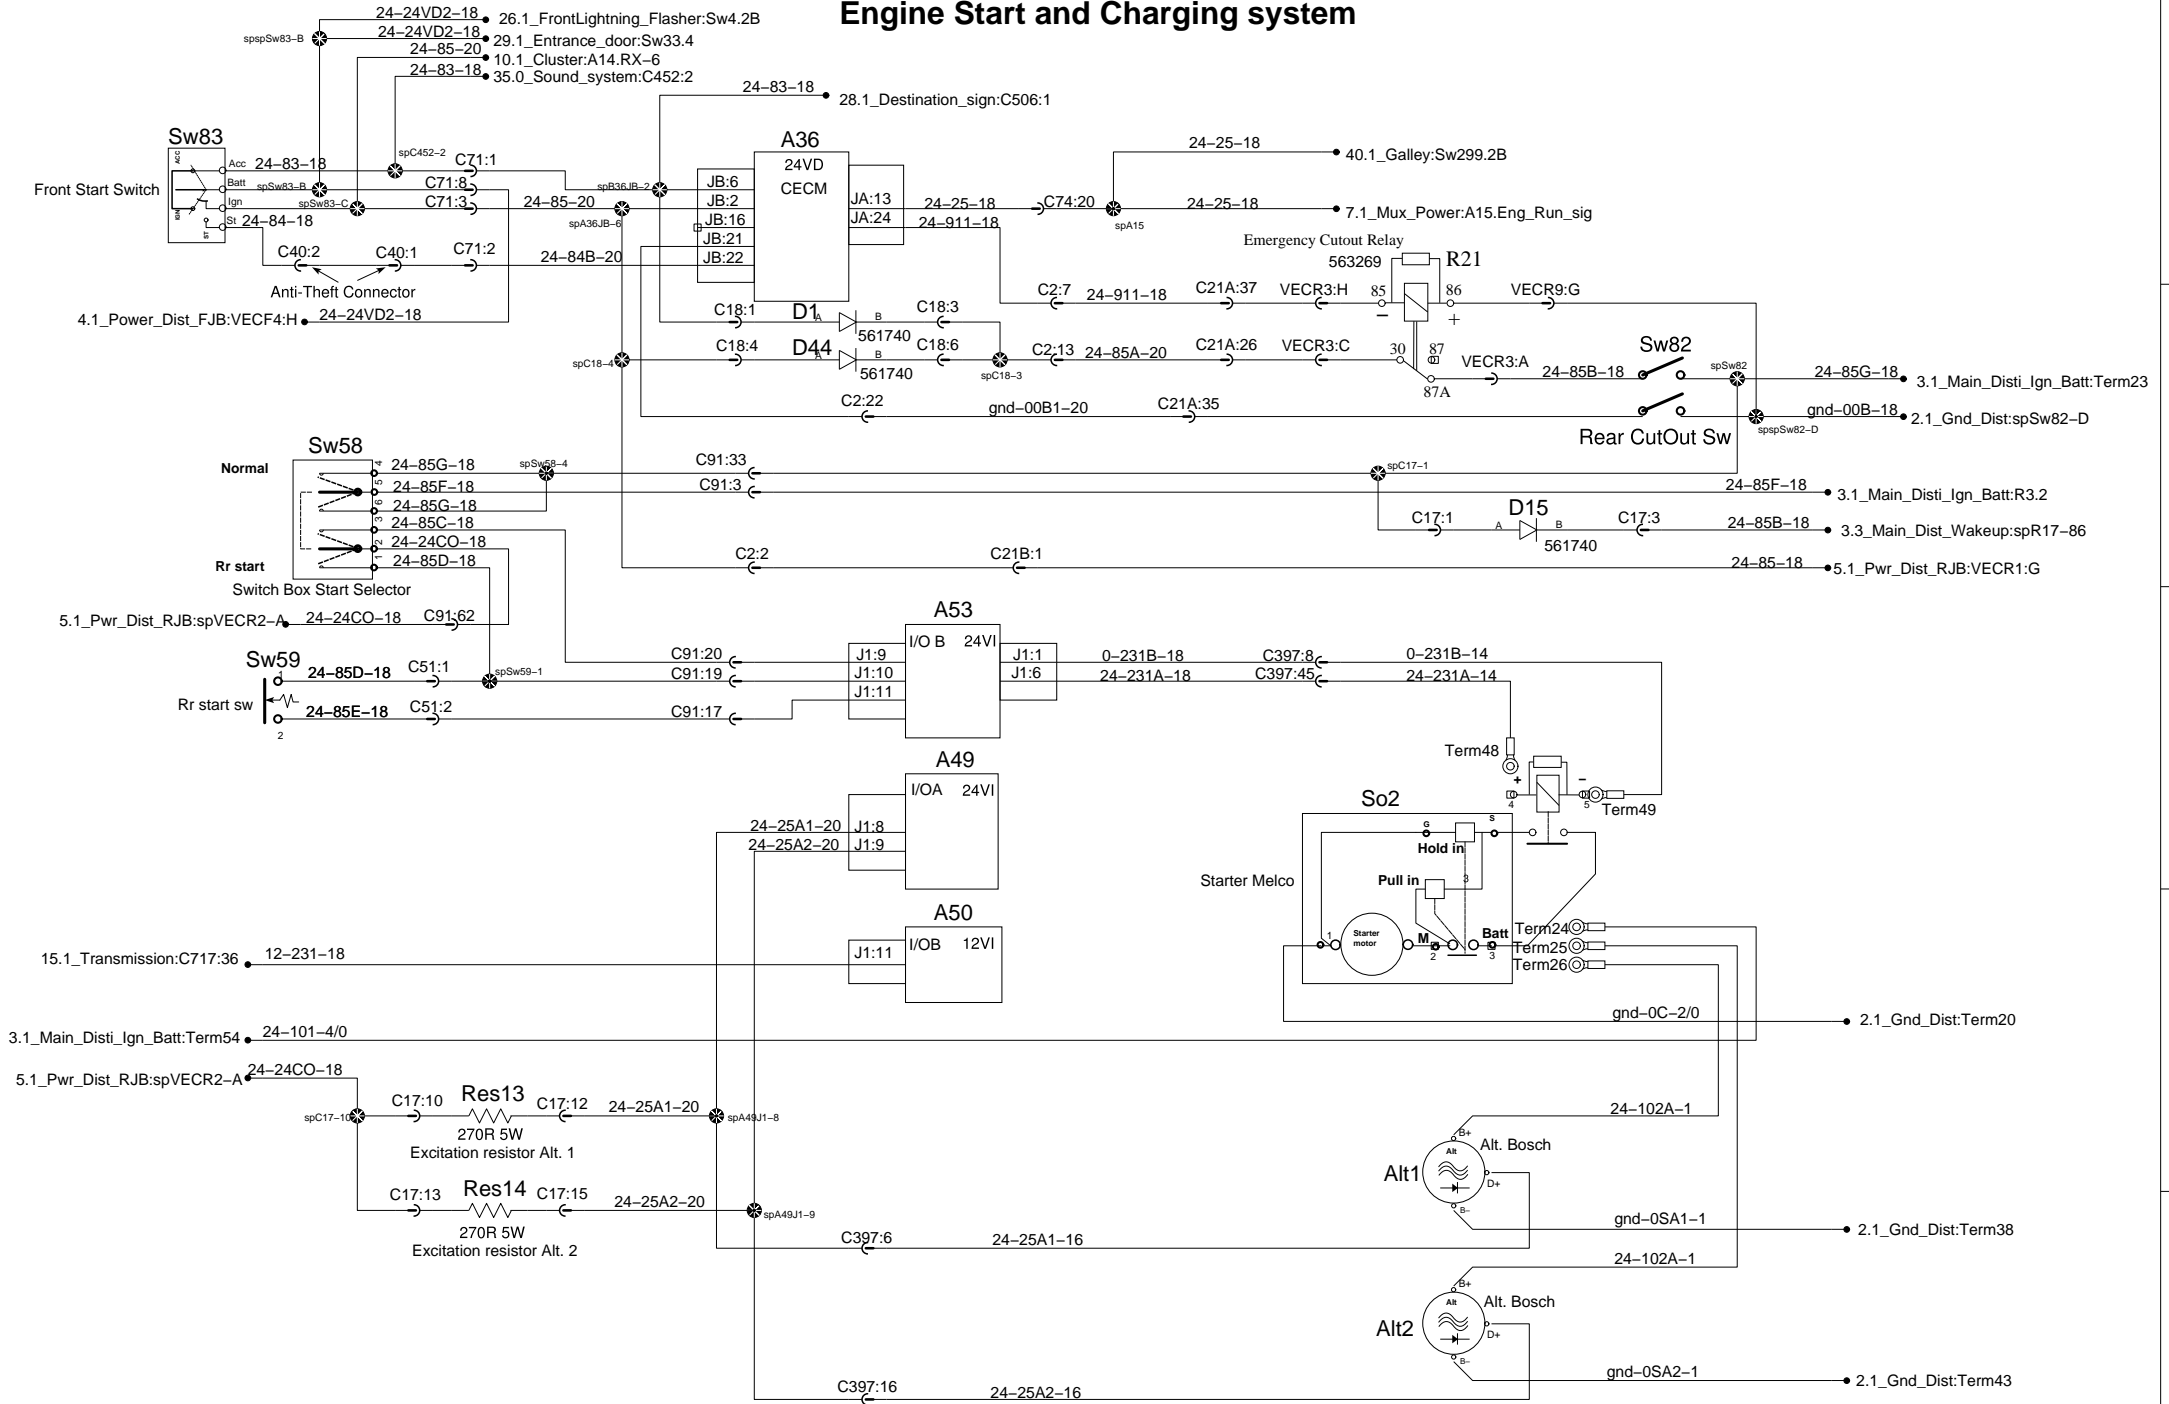 Engine Start and Charging system
24−24VD2−18
26.1_FrontLightning_Flasher:Sw4.2B
spspSw83−B
24−24VD2−18
29.1_Entrance_door:Sw33.4
24−85−20
10.1_Cluster:A14.RX−6
24−83−18
35.0_Sound_system:C452:2
24−83−18
28.1_Destination_sign:C506:1
Sw83
Front Start Switch
ACC
IGN
ST
Acc
Batt
Ign
St
24−83−18
spC452−2
C71:1
spSw83−B
C71:8
spSw83−C
C71:3
24−85−20
24−84−18
C40:2
C40:1
C71:2
24−84B−20
Anti-Theft Connector
4.1_Power_Dist_FJB:VECF4:H
24−24VD2−18
spB36JB−2
spA36JB−6
A36
24VD
CECM
JB:6
JB:2
JB:16
JB:21
JB:22
JA:13
JA:24
24−25−18
24−911−18
C74:20
spA15
24−25−18
40.1_Galley:Sw299.2B
24−25−18
7.1_Mux_Power:A15.Eng_Run_sig
Emergency Cutout Relay
563269
R21
C2:7
24−911−18
C21A:37
VECR3:H
85
−
86
+
VECR9:G
C18:1
D1
A
B
561740
C18:3
spC18−4
C18:4
D44
A
B
561740
C18:6
spC18−3
C2:13
24−85A−20
C21A:26
VECR3:C
30
87
87A
VECR3:A
24−85B−18
Sw82
spSw82
24−85G−18
3.1_Main_Disti_Ign_Batt:Term23
C2:22
gnd−00B1−20
C21A:35
gnd−00B−18
2.1_Gnd_Dist:spSw82−D
Rear CutOut Sw
spspSw82−D
Sw58
Normal
Rr start
Switch Box Start Selector
4
5
6
3
2
1
24−85G−18
24−85F−18
24−85G−18
24−85C−18
24−24CO−18
24−85D−18
spSw58−4
C91:33
C91:3
spC17−1
24−85F−18
3.1_Main_Disti_Ign_Batt:R3.2
C17:1
A
D15
B
561740
C17:3
24−85B−18
3.3_Main_Dist_Wakeup:spR17−86
C2:2
C21B:1
24−85−18
5.1_Pwr_Dist_RJB:VECR1:G
5.1_Pwr_Dist_RJB:spVECR2−A
24−24CO−18
C91:62
Sw59
Rr start sw
1
2
24−85D−18
C51:1
spSw59−1
24−85E−18
C51:2
C91:20
C91:19
C91:17
A53
I/O B
24VI
J1:9
J1:10
J1:11
J1:1
J1:6
0−231B−18
24−231A−18
C397:8
C397:45
0−231B−14
24−231A−14
Term48
+
−
4
5
Term49
A49
I/OA
24VI
J1:8
J1:9
24−25A1−20
24−25A2−20
A50
I/OB
12VI
J1:11
15.1_Transmission:C717:36
12−231−18
So2
Starter Melco
G
S
Hold in
3
Pull in
Starter
motor
1
M
2
Batt
3
Term24
Term25
Term26
gnd−0C−2/0
2.1_Gnd_Dist:Term20
3.1_Main_Disti_Ign_Batt:Term54
24−101−4/0
5.1_Pwr_Dist_RJB:spVECR2−A
24−24CO−18
spC17−10
C17:10
Res13
C17:12
24−25A1−20
spA49J1−8
270R 5W
Excitation resistor Alt. 1
C17:13
Res14
C17:15
24−25A2−20
spA49J1−9
270R 5W
Excitation resistor Alt. 2
24−102A−1
B+
Alt. Bosch
Alt
Alt1
D+
B−
gnd−0SA1−1
2.1_Gnd_Dist:Term38
C397:6
24−25A1−16
24−102A−1
B+
Alt. Bosch
Alt
Alt2
D+
B−
gnd−0SA2−1
2.1_Gnd_Dist:Term43
C397:16
24−25A2−16